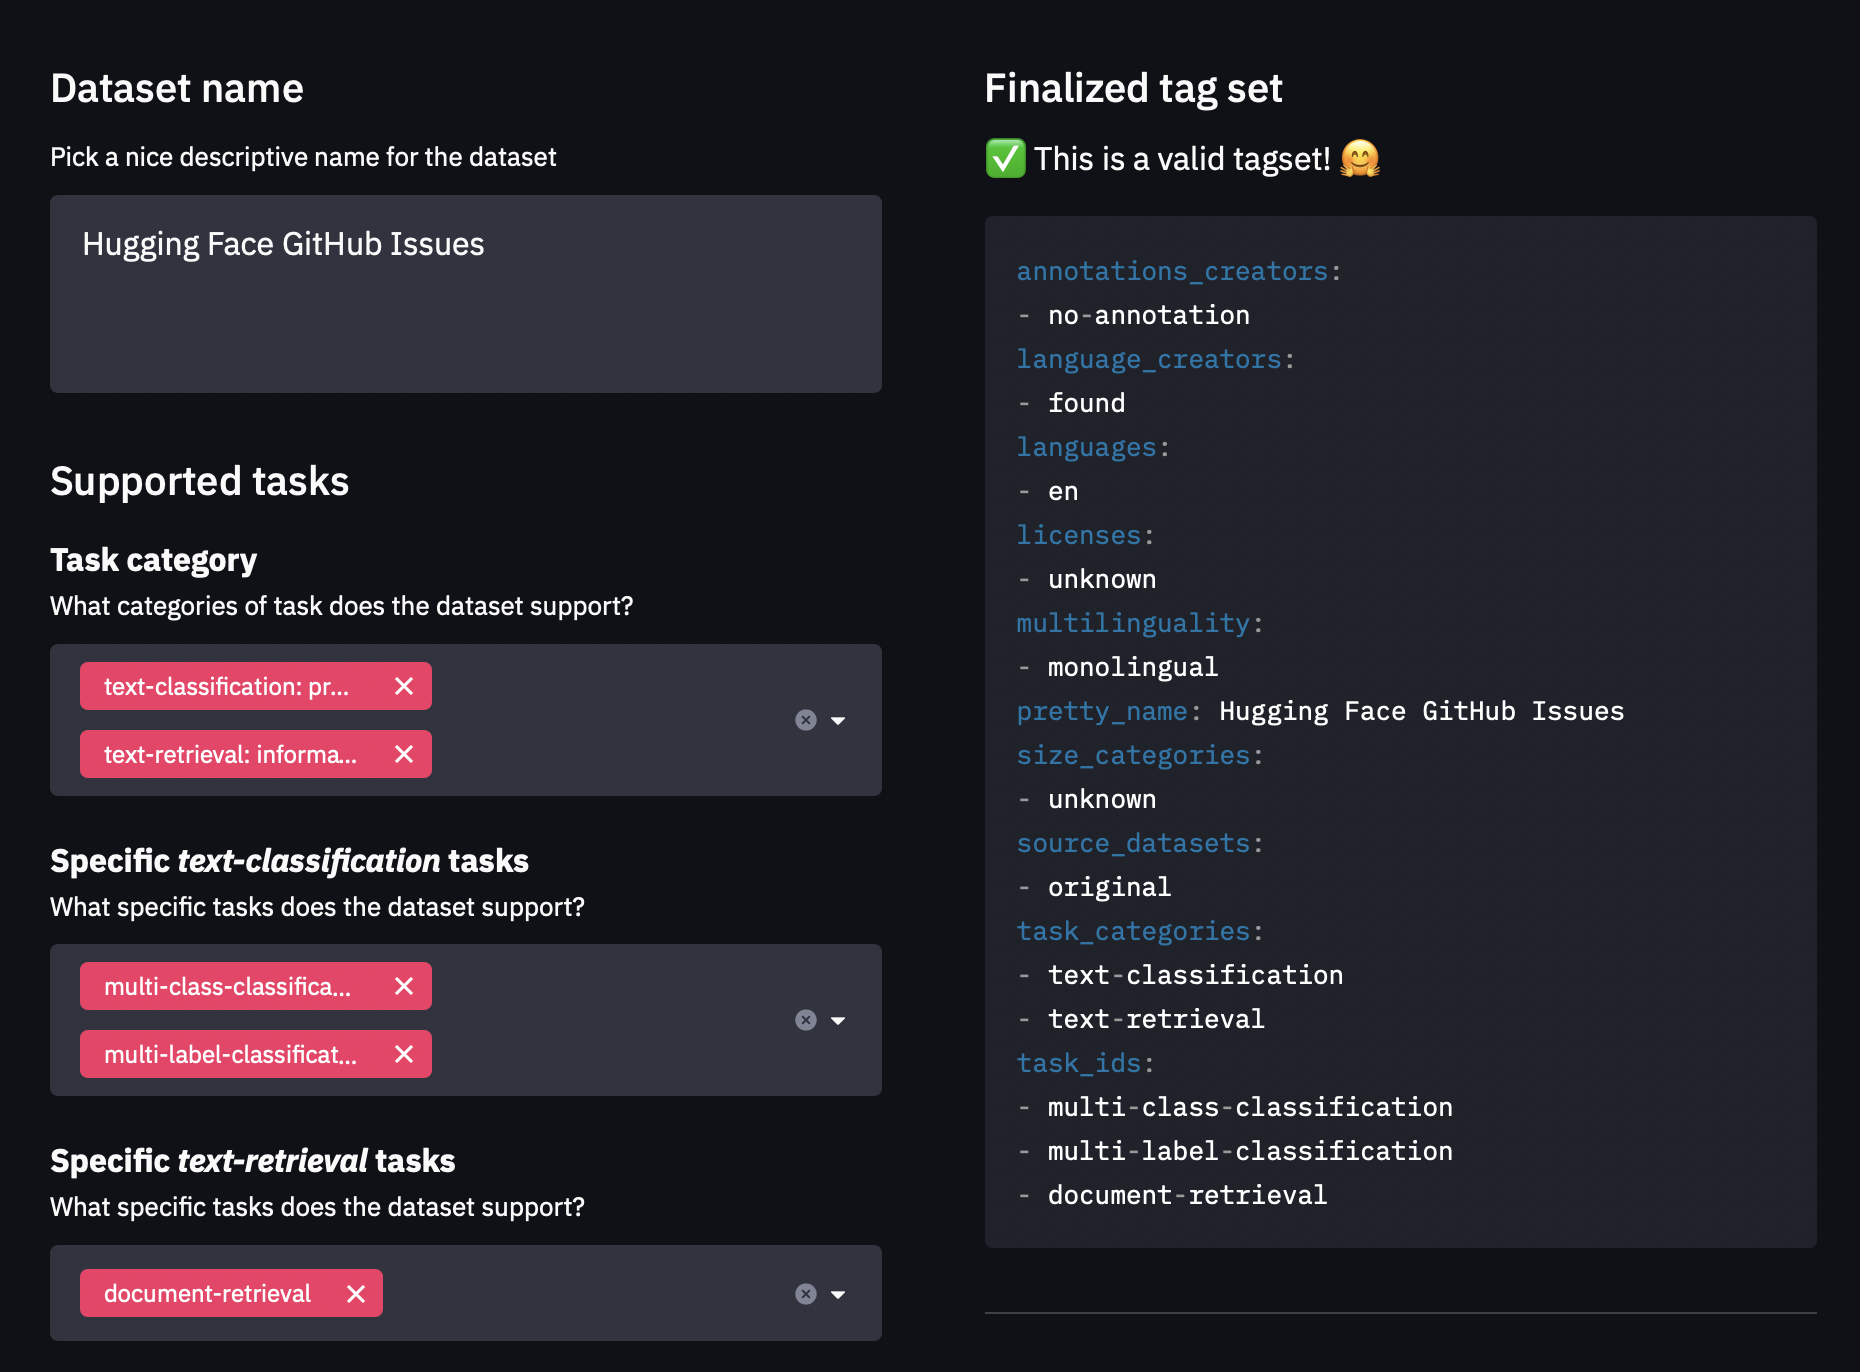 Dataset name
Pick a nice descriptive name for the dataset
Hugging Face GitHub Issues
Supported tasks
Task category
What categories of task does the dataset support?
text-classification: pr...
text-retrieval: informa...
Specific text-classification tasks
What specific tasks does the dataset support?
multi-class-classifica...
multi-label-classificat...
Specific text-retrieval tasks
What specific tasks does the dataset support?
document-retrieval
Finalized tag set
✅ This is a valid tagset! 🤗
annotations_creators:
- no-annotation
language_creators:
- found
languages:
- en
licenses:
- unknown
multilinguality:
- monolingual
pretty_name: Hugging Face GitHub Issues
size_categories:
- unknown
source_datasets:
- original
task_categories:
- text-classification
- text-retrieval
task_ids:
- multi-class-classification
- multi-label-classification
- document-retrieval